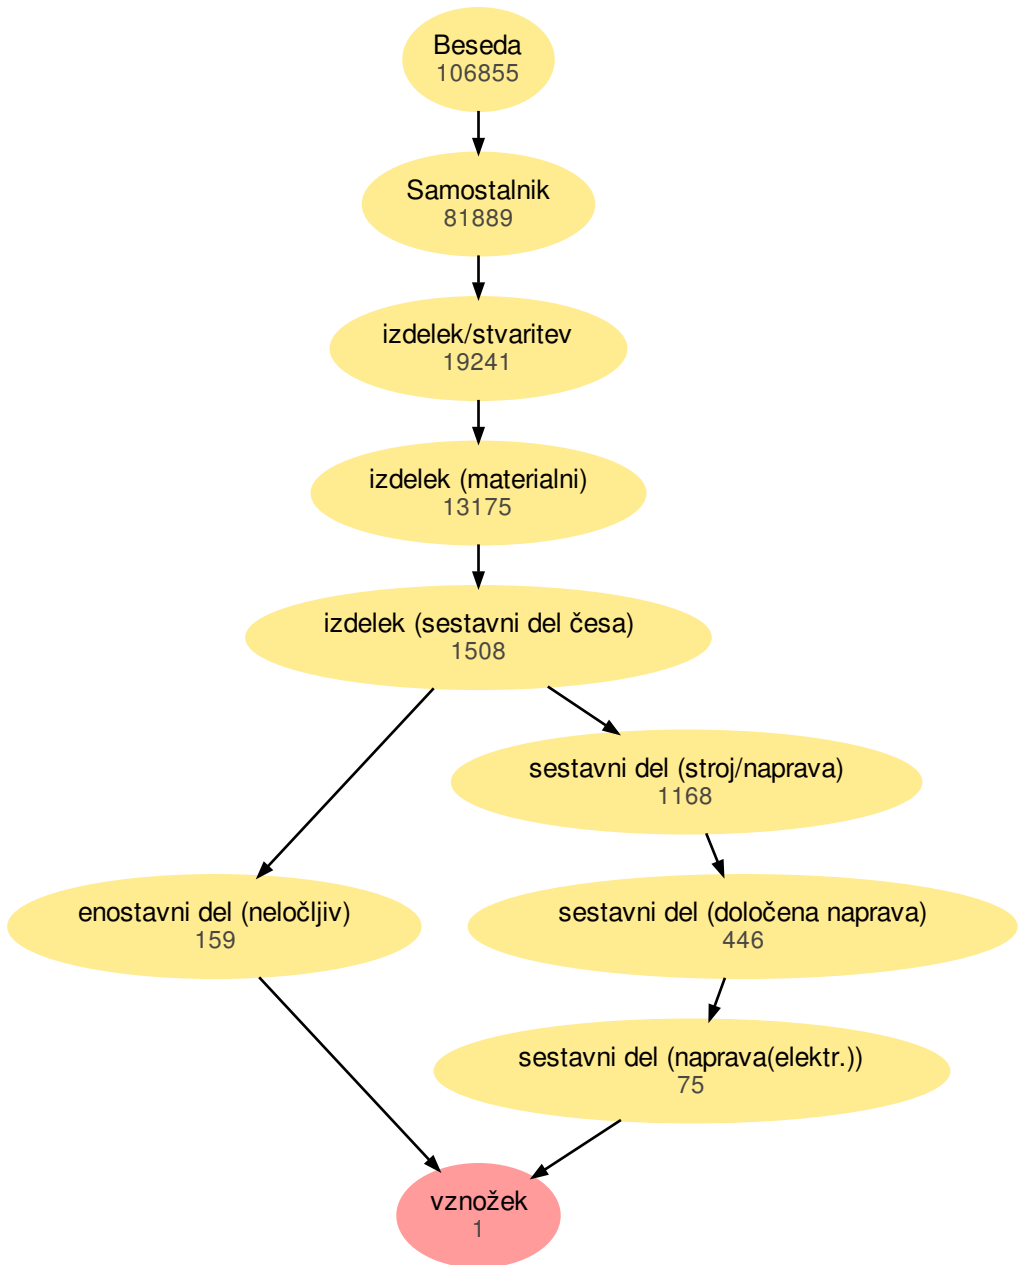 Beseda
106855
Samostalnik
81889
izdelek/stvaritev
19241
izdelek (materialni)
13175
izdelek (sestavni del česa)
1508
sestavni del (stroj/naprava)
1168
enostavni del (neločljiv)
159
sestavni del (določena naprava)
446
sestavni del (naprava(elektr.))
75
vznožek
1